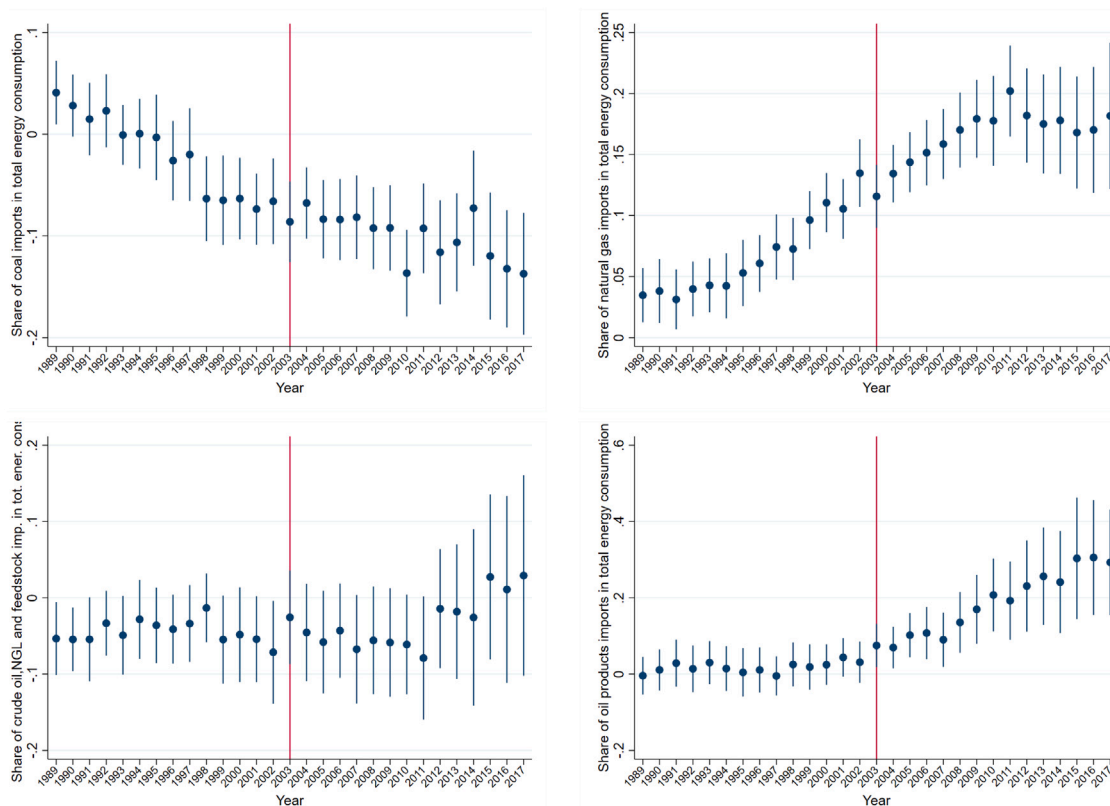 Share of coal imports in total energy consumption
.1
0
-.1
-.2
1989 1990 1991 1992 1993 1994 1995 1996 1997 1998 1999 2000 2001 2002 2003 2004 2005 2006 2007 2008 2009 2010 2011 2012 2013 2014 2015 2016 2017
Year
Share of natural gas imports in total energy consumption
.25
.2
.15
.1
.05
0
1989 1990 1991 1992 1993 1994 1995 1996 1997 1998 1999 2000 2001 2002 2003 2004 2005 2006 2007 2008 2009 2010 2011 2012 2013 2014 2015 2016 2017
Year
Share of crude oil,NGL and feedstock imp. in tot. ener. cons
.2
.1
0
-.1
-.2
1989 1990 1991 1992 1993 1994 1995 1996 1997 1998 1999 2000 2001 2002 2003 2004 2005 2006 2007 2008 2009 2010 2011 2012 2013 2014 2015 2016 2017
Year
Share of oil products imports in total energy consumption
.6
.4
.2
0
-.2
1989 1990 1991 1992 1993 1994 1995 1996 1997 1998 1999 2000 2001 2002 2003 2004 2005 2006 2007 2008 2009 2010 2011 2012 2013 2014 2015 2016 2017
Year